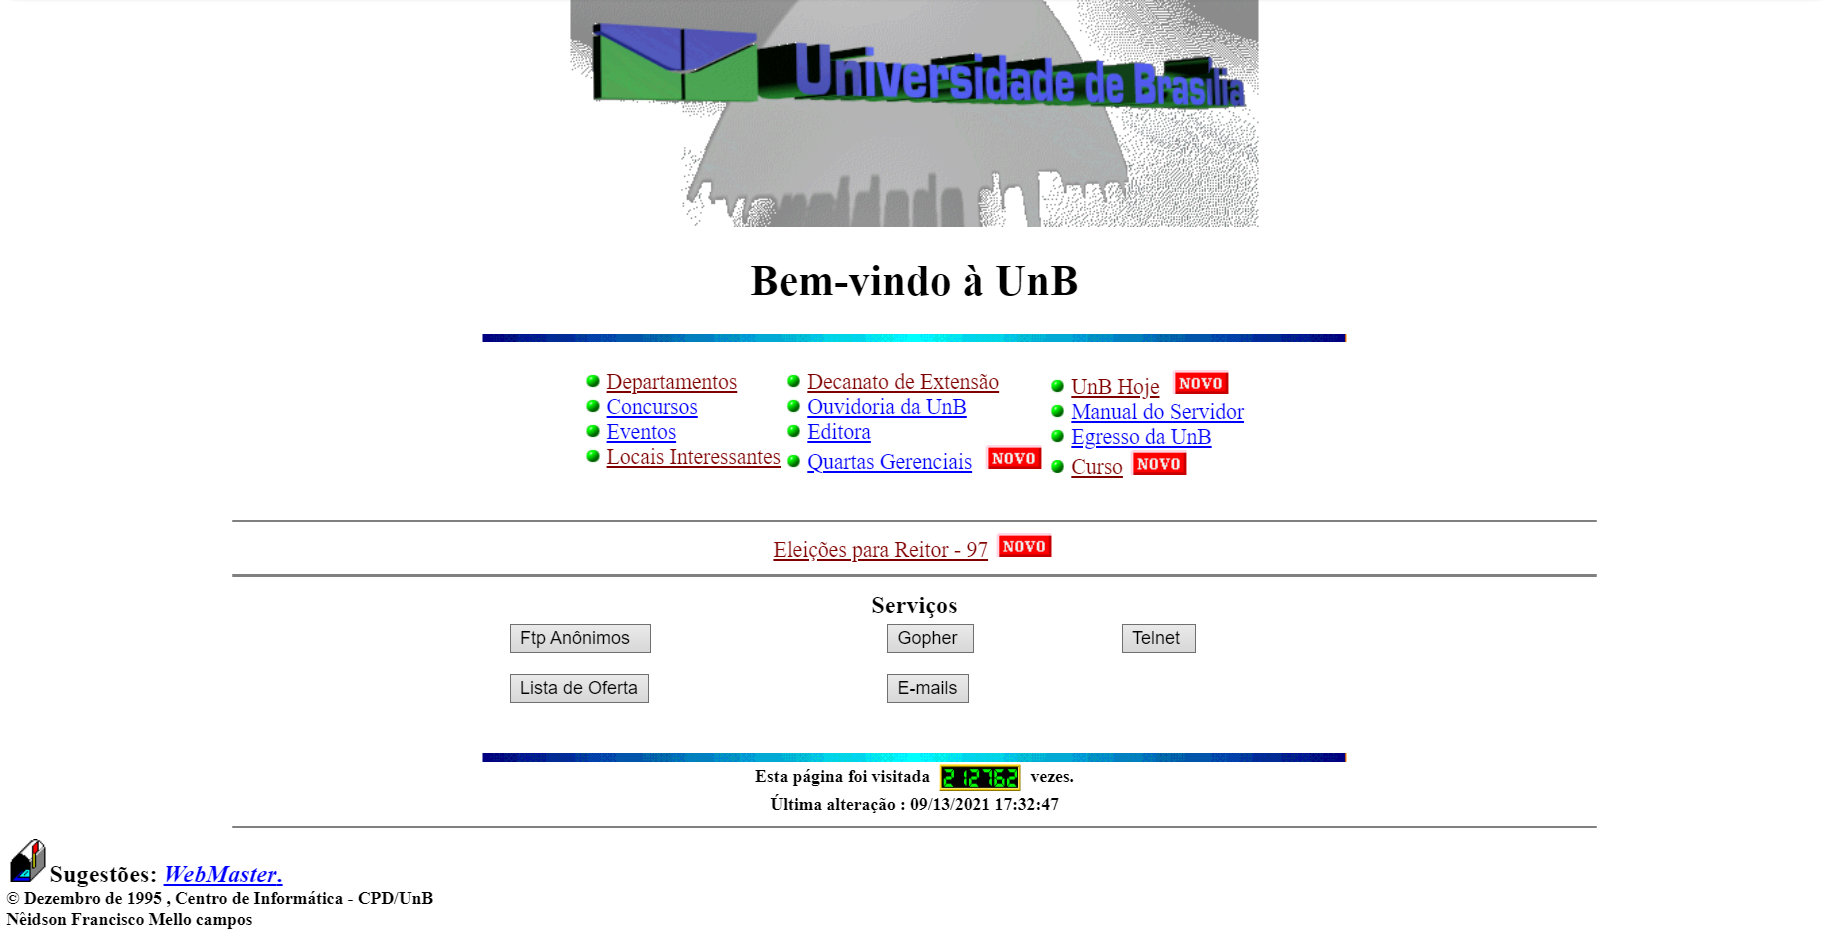 Universidade de Brasília
Bem-vindo à UnB
Departamentos
Concursos
Eventos
Locais Interessantes
Decanato de Extensão
Ouvidoria da UnB
Editora
Quartas Gerenciais NOVO
UnB Hoje NOVO
Manual do Servidor
Egresso da UnB
Curso NOVO
Eleições para Reitor - 97 NOVO
Serviços
Ftp Anônimos Gopher Telnet
Lista de Oferta E-mails
Esta página foi visitada 212762 vezes.
Última alteração : 09/13/2021 17:32:47
Sugestões: WebMaster.
© Dezembro de 1995 , Centro de Informática - CPD/UnB
Nêidson Francisco Mello campos